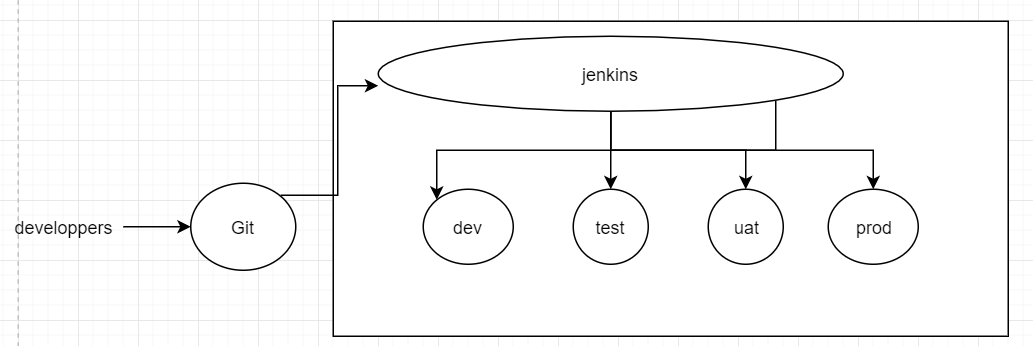 jenkins
developpers
Git
dev
test
uat
prod